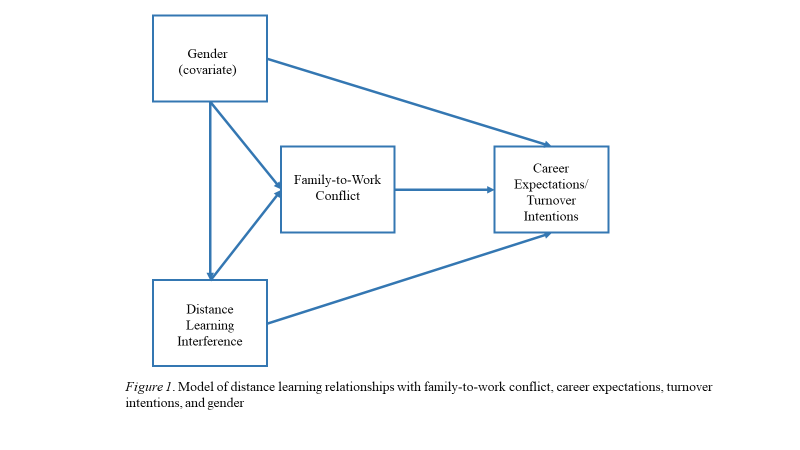 Gender
(covariate)
Family-to-Work
Conflict
Career
Expectations/
Turnover
Intentions
Distance
Learning
Interference
Figure 1. Model of distance learning relationships with family-to-work conflict, career expectations, turnover
intentions, and gender